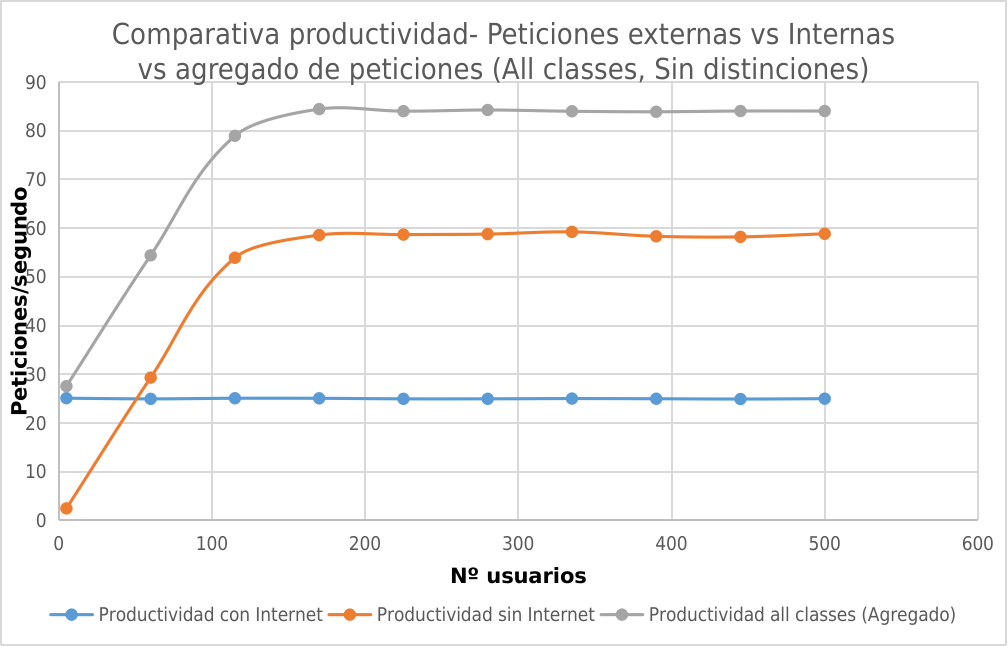 Comparativa productividad- Peticiones externas vs Internas
vs agregado de peticiones (All classes, Sin distinciones)
90
80
70
60
50
40
30
20
10
0
Peticiones/segundo
0 100 200 300 400 500 600
Nº usuarios
Productividad con Internet Productividad sin Internet Productividad all classes (Agregado)